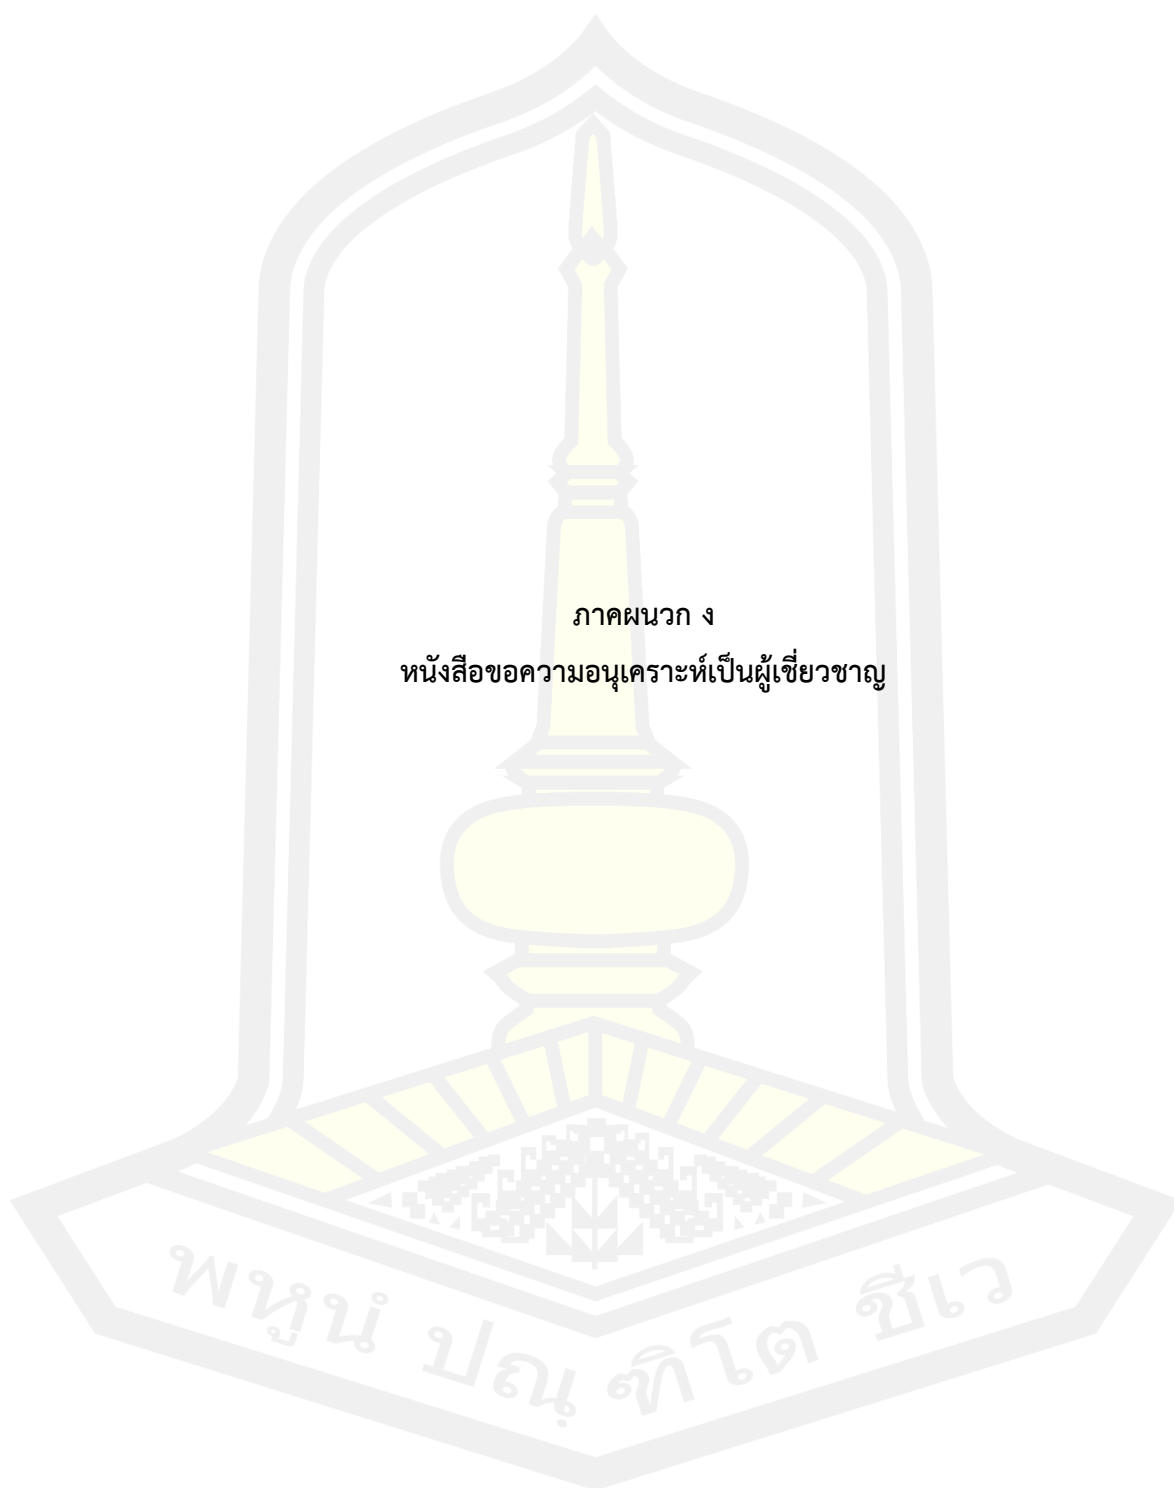 ภาคผนวก ง
หนังสือขอความอนุเคราะห์เป็นผู้เชี่ยวชาญ
พหูนํ ปณฺฑิโต ชีเว